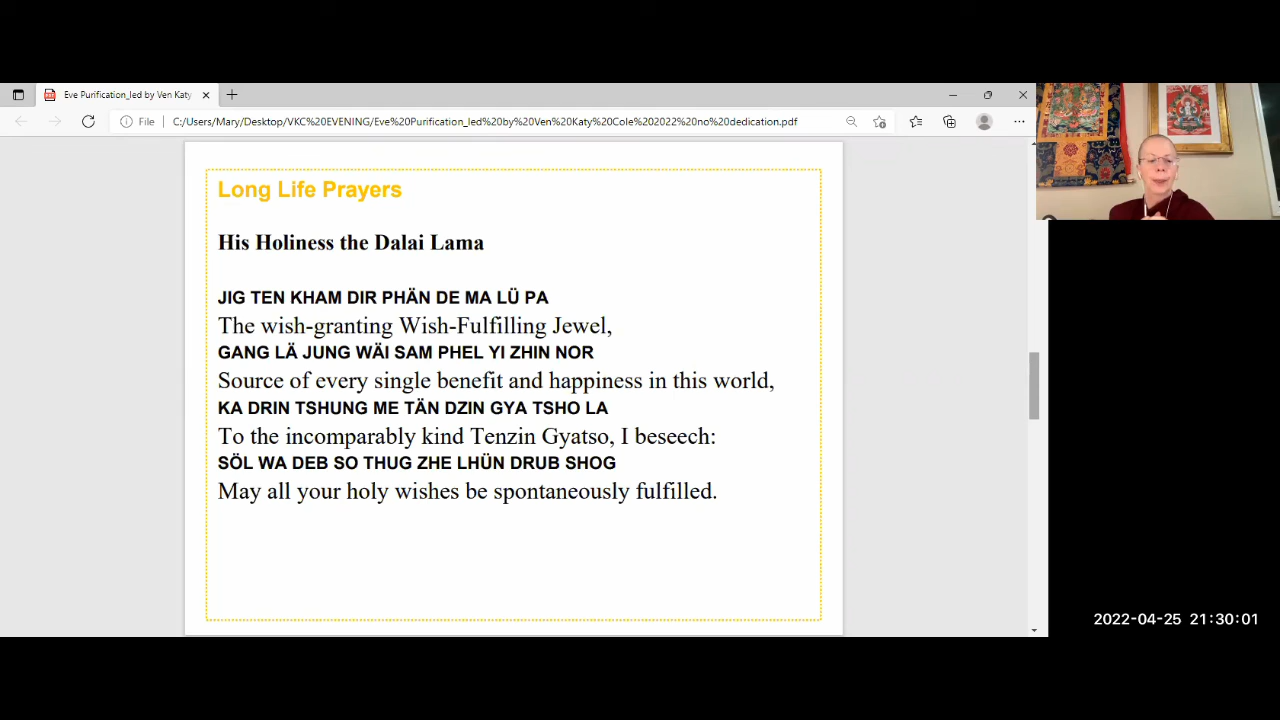 Eve Purification_led by Ven Katy
File
C:/Users/Mary/Desktop/VKC%20EVENING/Eve%20Purification_led%20by%20Ven%20Katy%20Cole%202022%20no%20dedication.pdf
Long Life Prayers
His Holiness the Dalai Lama
JIG TEN KHAM DIR PHÄN DE MA LÜ PA
The wish-granting Wish-Fulfilling Jewel,
GANG LÄ JUNG WÄI SAM PHEL YI ZHIN NOR
Source of every single benefit and happiness in this world,
KA DRIN TSHUNG ME TÄN DZIN GYA TSHO LA
To the incomparably kind Tenzin Gyatso, I beseech:
SÖL WA DEB SO THUG ZHE LHÜN DRUB SHOG
May all your holy wishes be spontaneously fulfilled.
2022-04-25 21:30:01